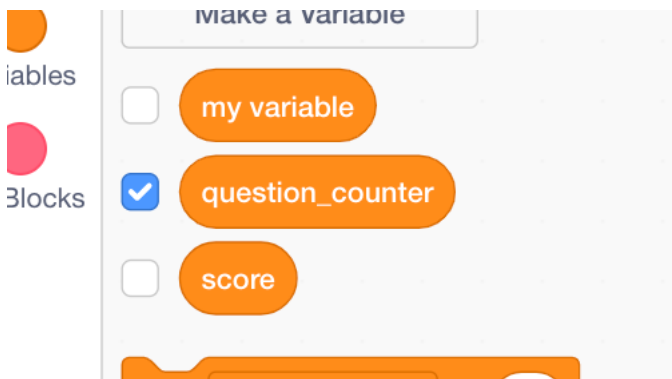 Make a Variable
iables
my variable
Blocks
question_counter
score